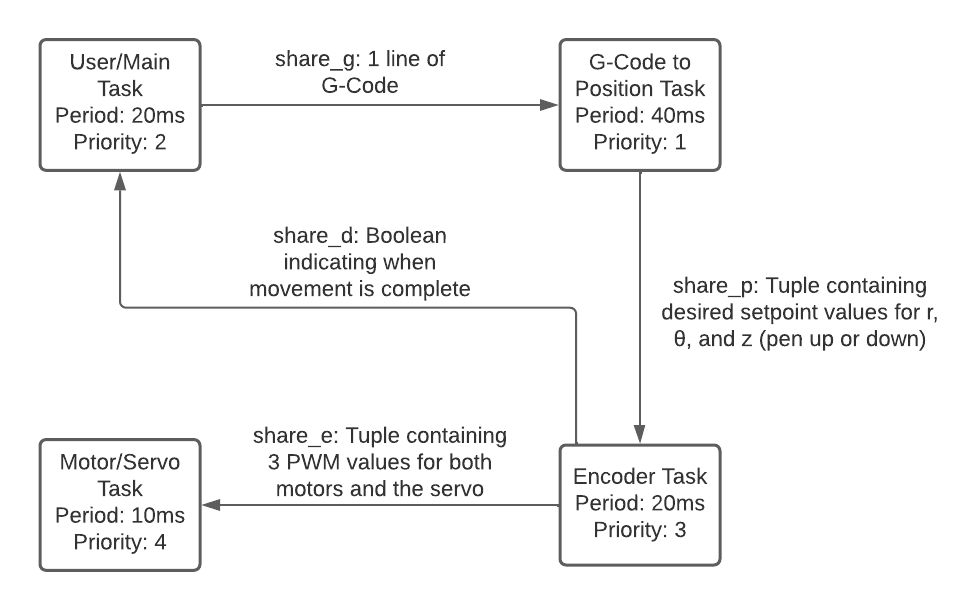 User/Main
Task
Period: 20ms
Priority: 2
share_g: 1 line of
G-Code
G-Code to
Position Task
Period: 40ms
Priority: 1
share_d: Boolean
indicating when
movement is complete
share_p: Tuple containing
desired setpoint values for r,
θ, and z (pen up or down)
Motor/Servo
Task
Period: 10ms
Priority: 4
share_e: Tuple containing
3 PWM values for both
motors and the servo
Encoder Task
Period: 20ms
Priority: 3